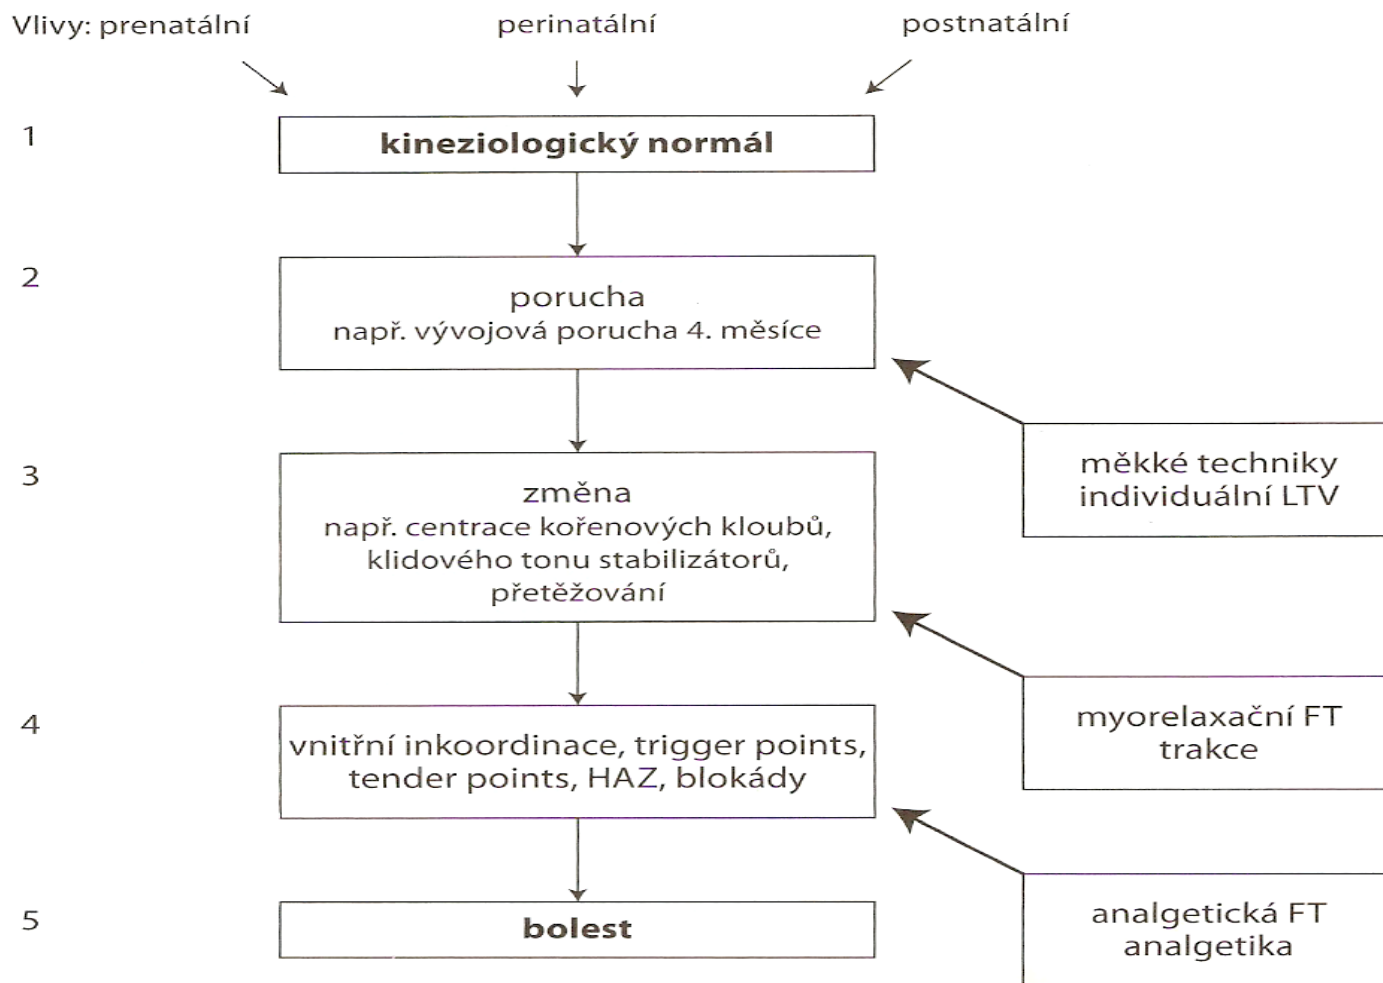 Vlivy: prenatální perinatální postnatální
1
kineziologický normál
2
porucha
např. vývojová porucha 4. měsíce
3
změna
např. centrace kořenových kloubů,
klidového tonu stabilizátorů,
přetěžování
měkké techniky
individuální LTV
4
vnitřní inkoordinace, trigger points,
tender points, HAZ, blokády
myorelaxační FT
trakce
5
bolest
analgetická FT
analgetika